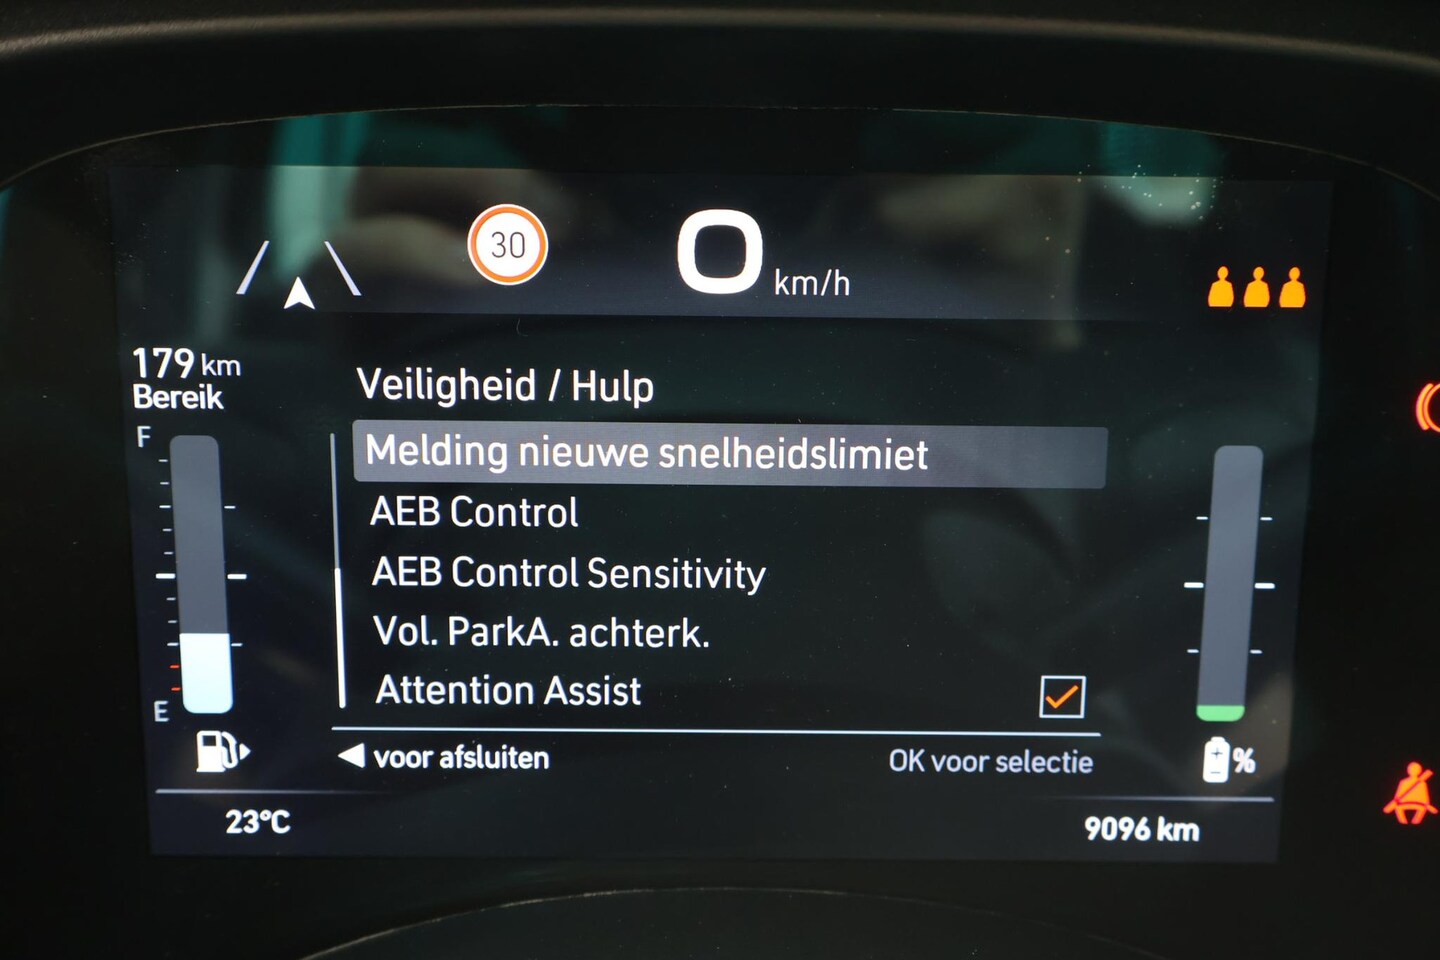 30
0 km/h
179 km
Bereik
F
E
Veiligheid / Hulp
Melding nieuwe snelheidslimiet
AEB Control
AEB Control Sensitivity
Vol. ParkA. achterk.
Attention Assist
voor afsluiten
OK voor selectie
%
23°C
9096 km